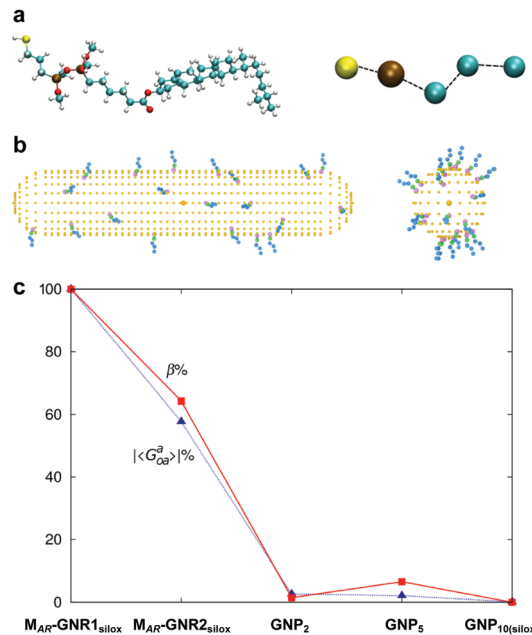 a
b
c
100
80
60
40
20
0
β%
|<G^a_oa>|%
M_AR-GNR1_silox
M_AR-GNR2_silox
GNP_2
GNP_5
GNP_10(silox)